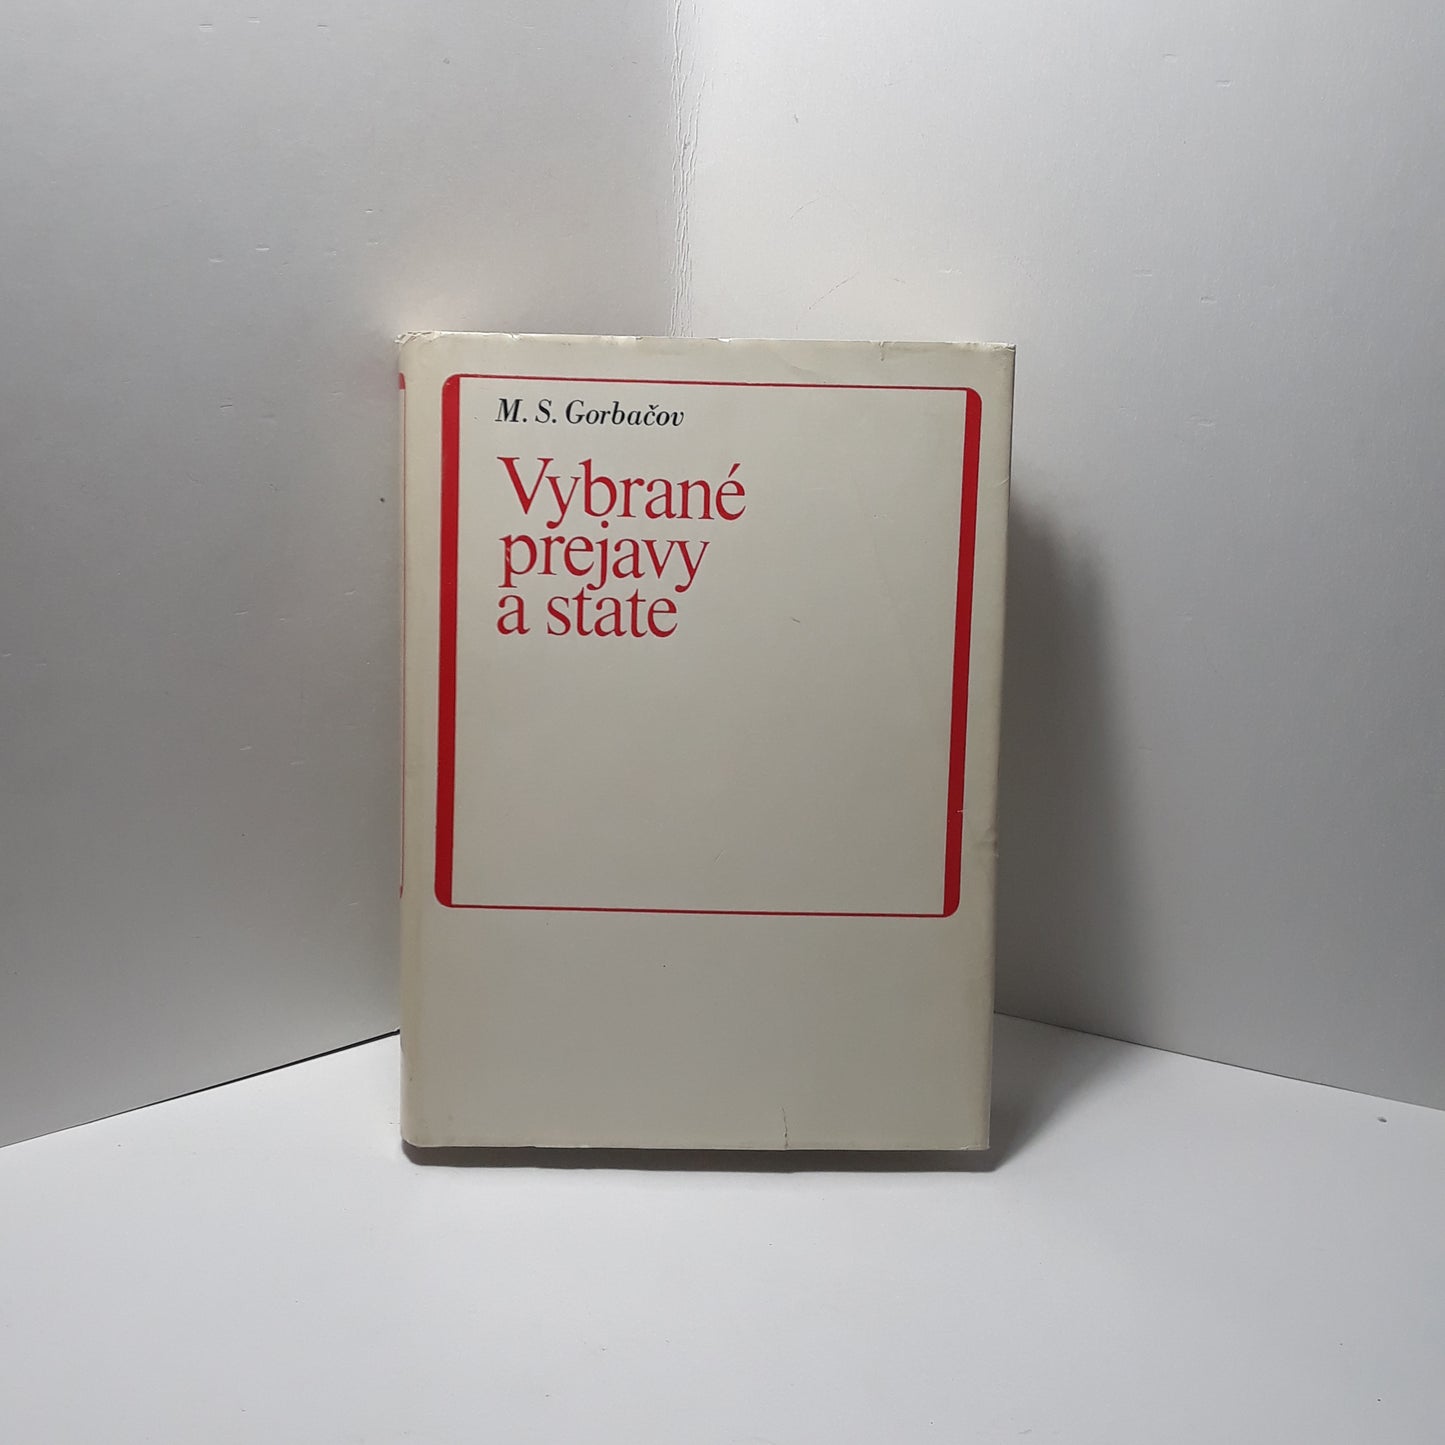 M. S. Gorbačov
Vybrané
prejavy
a state